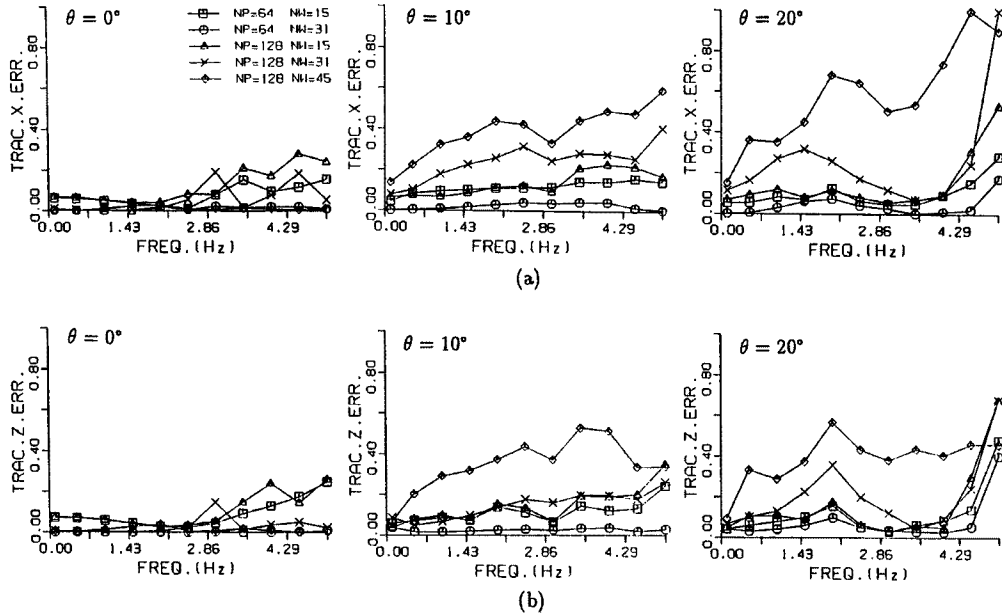 θ = 0°
NP=64 NW=15
NP=64 NW=31
NP=128 NW=15
NP=128 NW=31
NP=128 NW=45
TRAC.X.ERR.
0.00 0.40 0.80
0.00 1.43 2.86 4.29
FREQ.(Hz)
θ = 10°
TRAC.X.ERR.
0.00 0.40 0.80
0.00 1.43 2.86 4.29
FREQ.(Hz)
θ = 20°
TRAC.X.ERR.
0.00 0.40 0.80
0.00 1.43 2.86 4.29
FREQ.(Hz)
(a)
θ = 0°
TRAC.Z.ERR.
0.00 0.40 0.80
0.00 1.43 2.86 4.29
FREQ.(Hz)
θ = 10°
TRAC.Z.ERR.
0.00 0.40 0.80
0.00 1.43 2.86 4.29
FREQ.(Hz)
θ = 20°
TRAC.Z.ERR.
0.00 0.40 0.80
0.00 1.43 2.86 4.29
FREQ.(Hz)
(b)